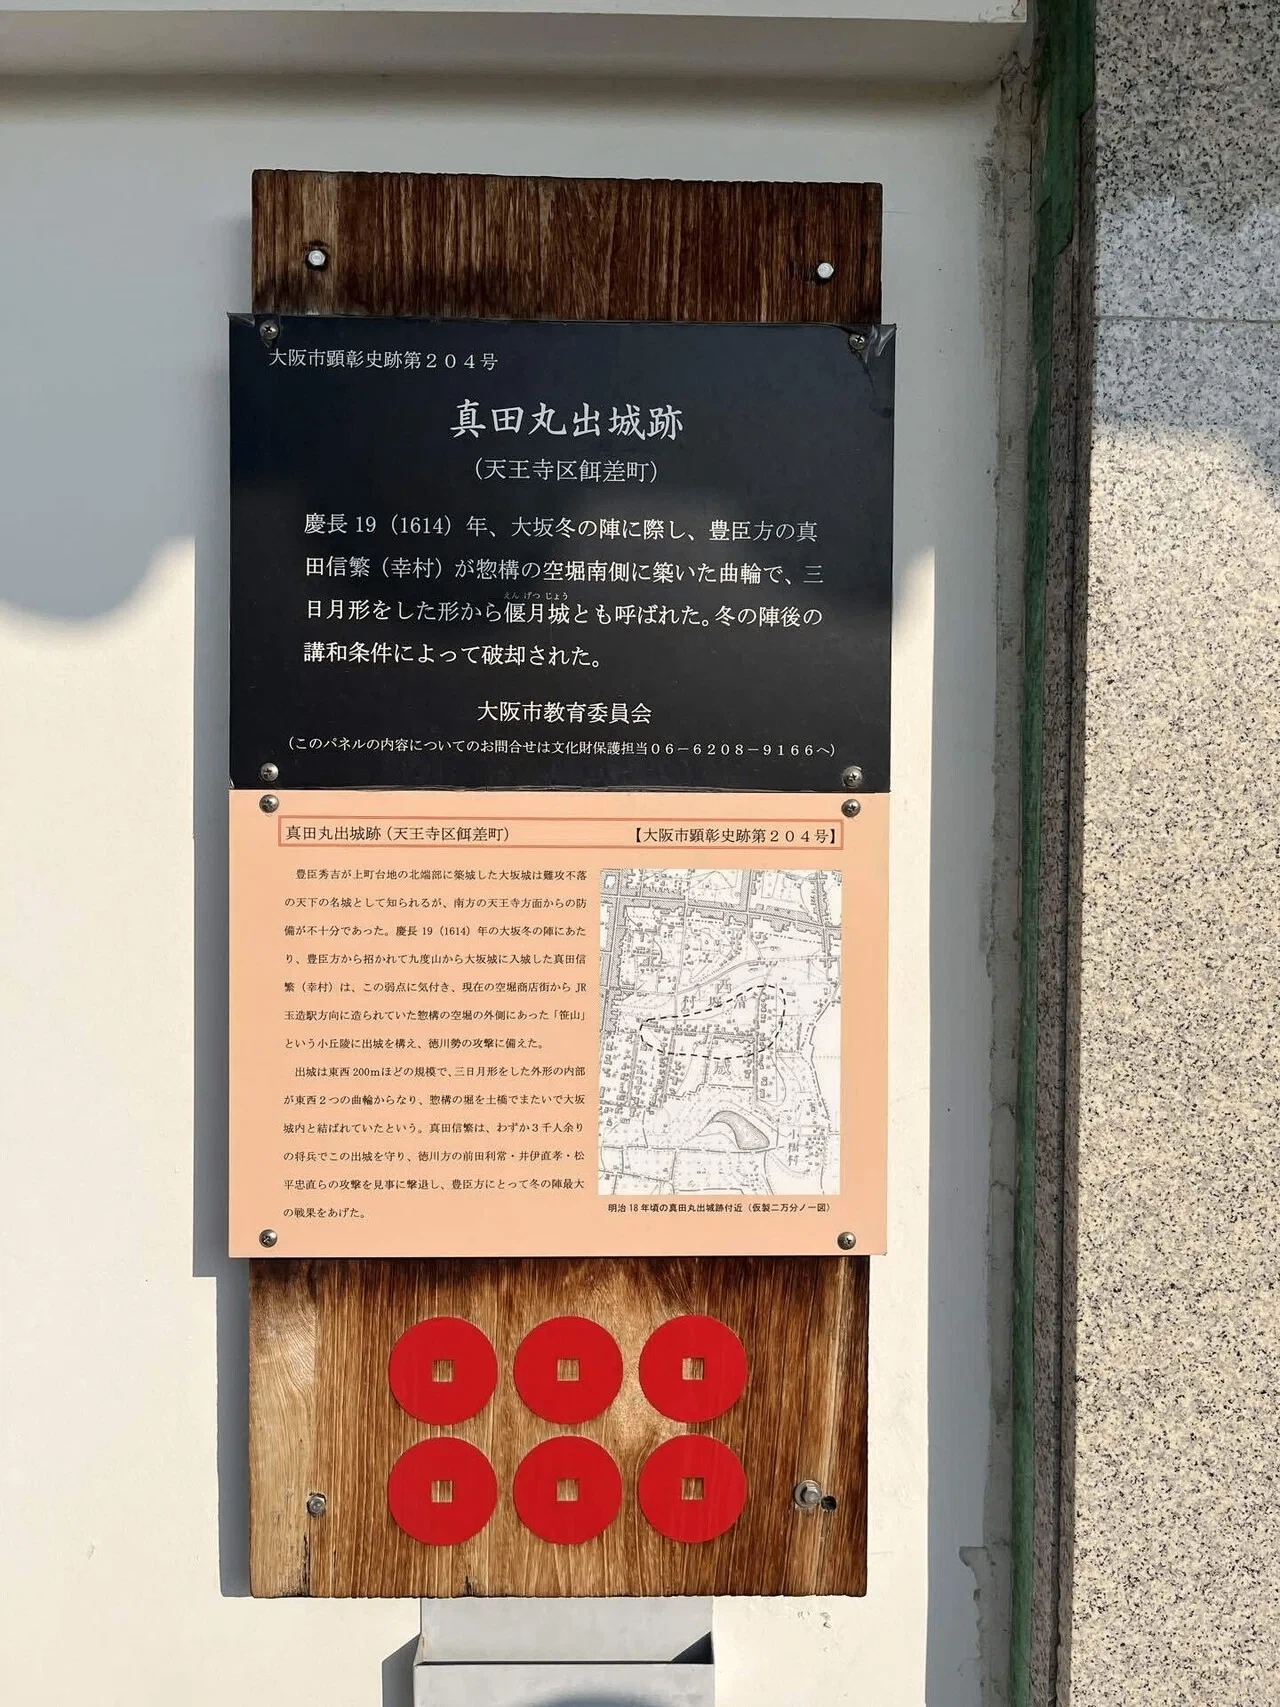 大阪市顕彰史跡第２０４号
真田丸出城跡
（天王寺区餌差町）
慶長 19（1614）年、大坂冬の陣に際し、豊臣方の真
田信繁（幸村）が惣構の空堀南側に築いた曲輪で、三
えん げつ じょう
日月形をした形から偃月城とも呼ばれた。冬の陣後の
講和条件によって破却された。
大阪市教育委員会
（このパネルの内容についてのお問合せは文化財保護担当０６－６２０８－９１６６へ）
真田丸出城跡（天王寺区餌差町） 【大阪市顕彰史跡第２０４号】
豊臣秀吉が上町台地の北端部に築城した大坂城は難攻不落
の天下の名城として知られるが、南方の天王寺方面からの防
備が不十分であった。慶長 19（1614）年の大坂冬の陣にあた
り、豊臣方から招かれて九度山から大坂城に入城した真田信
繁（幸村）は、この弱点に気付き、現在の空堀商店街から JR
玉造駅方向に造られていた惣構の空堀の外側にあった「笹山」
という小丘陵に出城を構え、徳川勢の攻撃に備えた。
出城は東西 200ｍほどの規模で、三日月形をした外形の内部
が東西２つの曲輪からなり、惣構の堀を土橋でまたいで大坂
城内と結ばれていたという。真田信繁は、わずか３千人余り
の将兵でこの出城を守り、徳川方の前田利常・井伊直孝・松
平忠直らの攻撃を見事に撃退し、豊臣方にとって冬の陣最大
の戦果をあげた。
村堀清西
小橋村
明治 18 年頃の真田丸出城跡付近（仮製二万分ノ一図）